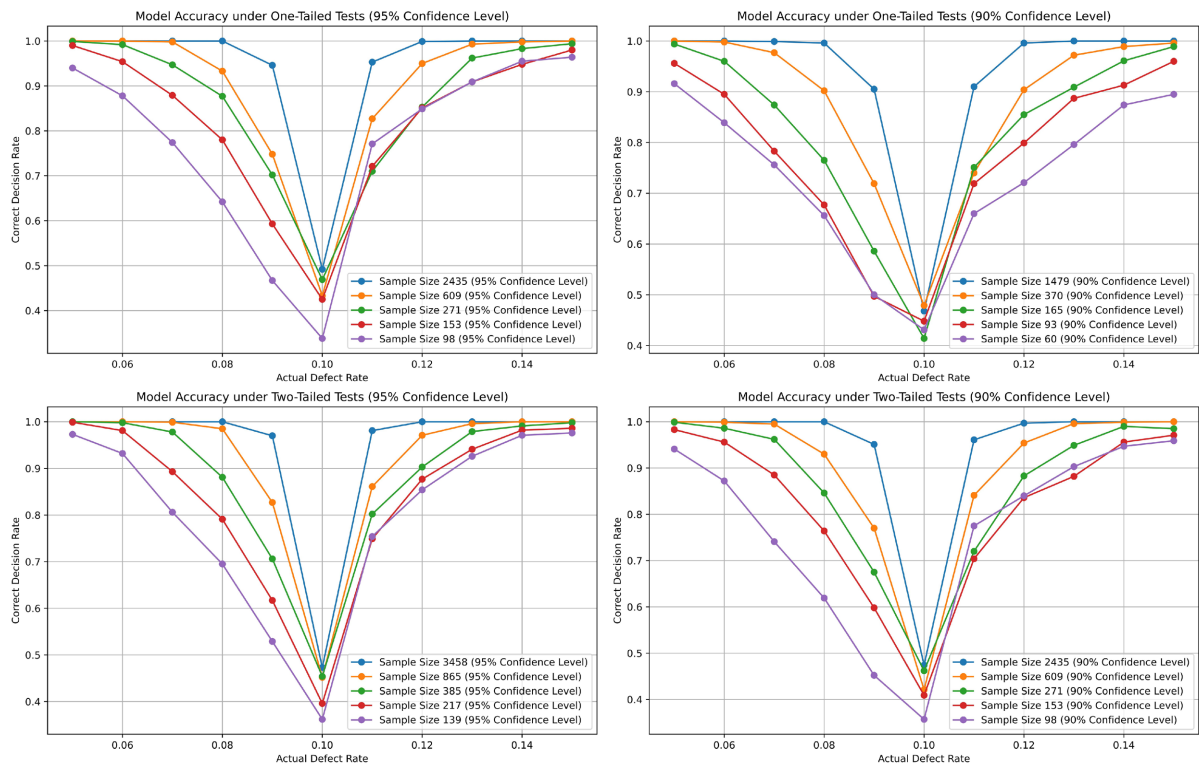 Model Accuracy under One-Tailed Tests (95% Confidence Level)
Correct Decision Rate
1.0
0.9
0.8
0.7
0.6
0.5
0.4
Sample Size 2435 (95% Confidence Level)
Sample Size 609 (95% Confidence Level)
Sample Size 271 (95% Confidence Level)
Sample Size 153 (95% Confidence Level)
Sample Size 98 (95% Confidence Level)
0.06 0.08 0.10 0.12 0.14
Actual Defect Rate
Model Accuracy under One-Tailed Tests (90% Confidence Level)
Correct Decision Rate
1.0
0.9
0.8
0.7
0.6
0.5
0.4
Sample Size 1479 (90% Confidence Level)
Sample Size 370 (90% Confidence Level)
Sample Size 165 (90% Confidence Level)
Sample Size 93 (90% Confidence Level)
Sample Size 60 (90% Confidence Level)
0.06 0.08 0.10 0.12 0.14
Actual Defect Rate
Model Accuracy under Two-Tailed Tests (95% Confidence Level)
Correct Decision Rate
1.0
0.9
0.8
0.7
0.6
0.5
0.4
Sample Size 3458 (95% Confidence Level)
Sample Size 865 (95% Confidence Level)
Sample Size 385 (95% Confidence Level)
Sample Size 217 (95% Confidence Level)
Sample Size 139 (95% Confidence Level)
0.06 0.08 0.10 0.12 0.14
Actual Defect Rate
Model Accuracy under Two-Tailed Tests (90% Confidence Level)
Correct Decision Rate
1.0
0.9
0.8
0.7
0.6
0.5
0.4
Sample Size 2435 (90% Confidence Level)
Sample Size 609 (90% Confidence Level)
Sample Size 271 (90% Confidence Level)
Sample Size 153 (90% Confidence Level)
Sample Size 98 (90% Confidence Level)
0.06 0.08 0.10 0.12 0.14
Actual Defect Rate